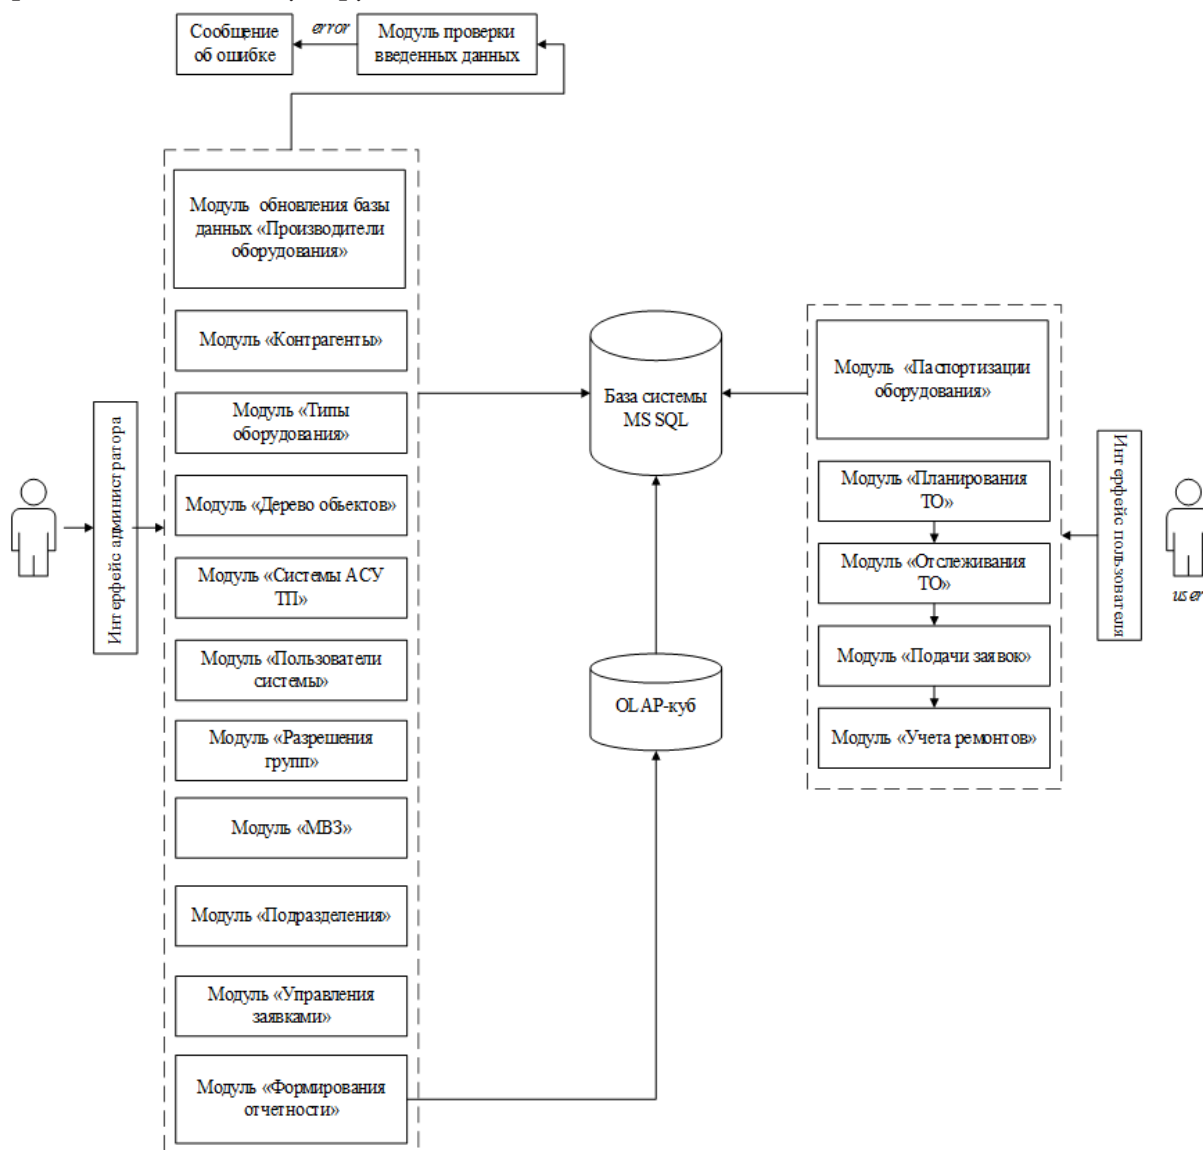 Сообщение
об ошибке
error
Модуль проверки
введенных данных
Модуль обновления базы
данных «Производители
оборудования»
Модуль «Контрагенты»
Модуль «Типы
оборудования»
Модуль «Дерево обьектов»
Модуль «Системы АСУ
ТП»
Модуль «Пользователи
системы»
Модуль «Разрешения
групп»
Модуль «МВЗ»
Модуль «Подразделения»
Модуль «Управления
заявками»
Модуль «Формирования
отчетности»
Интерфейс администратора
База системы
MS SQL
OLAP-куб
Модуль «Паспортизации
оборудования»
Модуль «Планирования
ТО»
Модуль «Отслеживания
ТО»
Модуль «Подачи заявок»
Модуль «Учета ремонтов»
Интерфейс пользователя
user